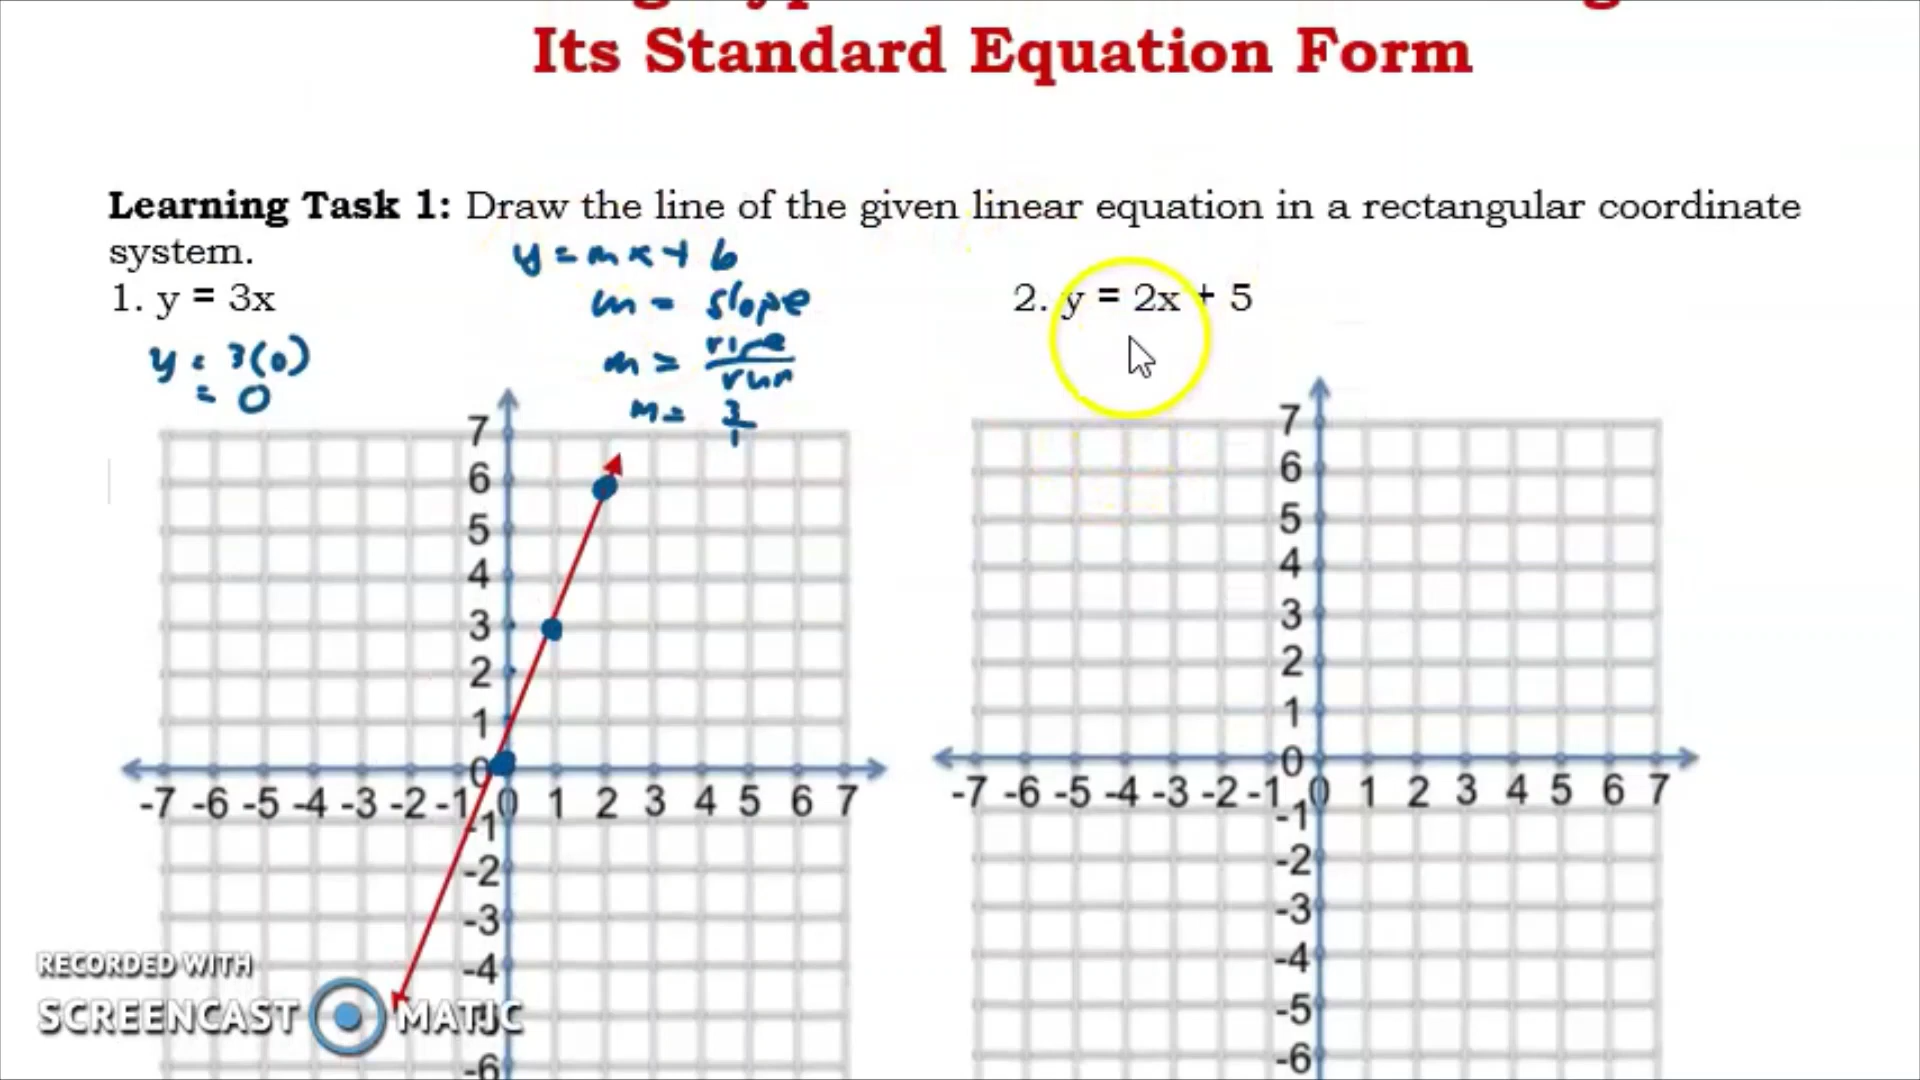 Its Standard Equation Form
Learning Task 1: Draw the line of the given linear equation in a rectangular coordinate
system.
y = mx + b
1. y = 3x
m = slope
2. y = 2x + 5
y = 3(0)
= 0
m = rise
run
m = 3
1
7
6
5
4
3
2
1
0
-7 -6 -5 -4 -3 -2 -1 0 1 2 3 4 5 6 7
-1
-2
-3
-4
-6
7
6
5
4
3
2
1
0
-7 -6 -5 -4 -3 -2 -1 0 1 2 3 4 5 6 7
-1
-2
-3
-4
-5
-6
RECORDED WITH
SCREENCAST MATIC